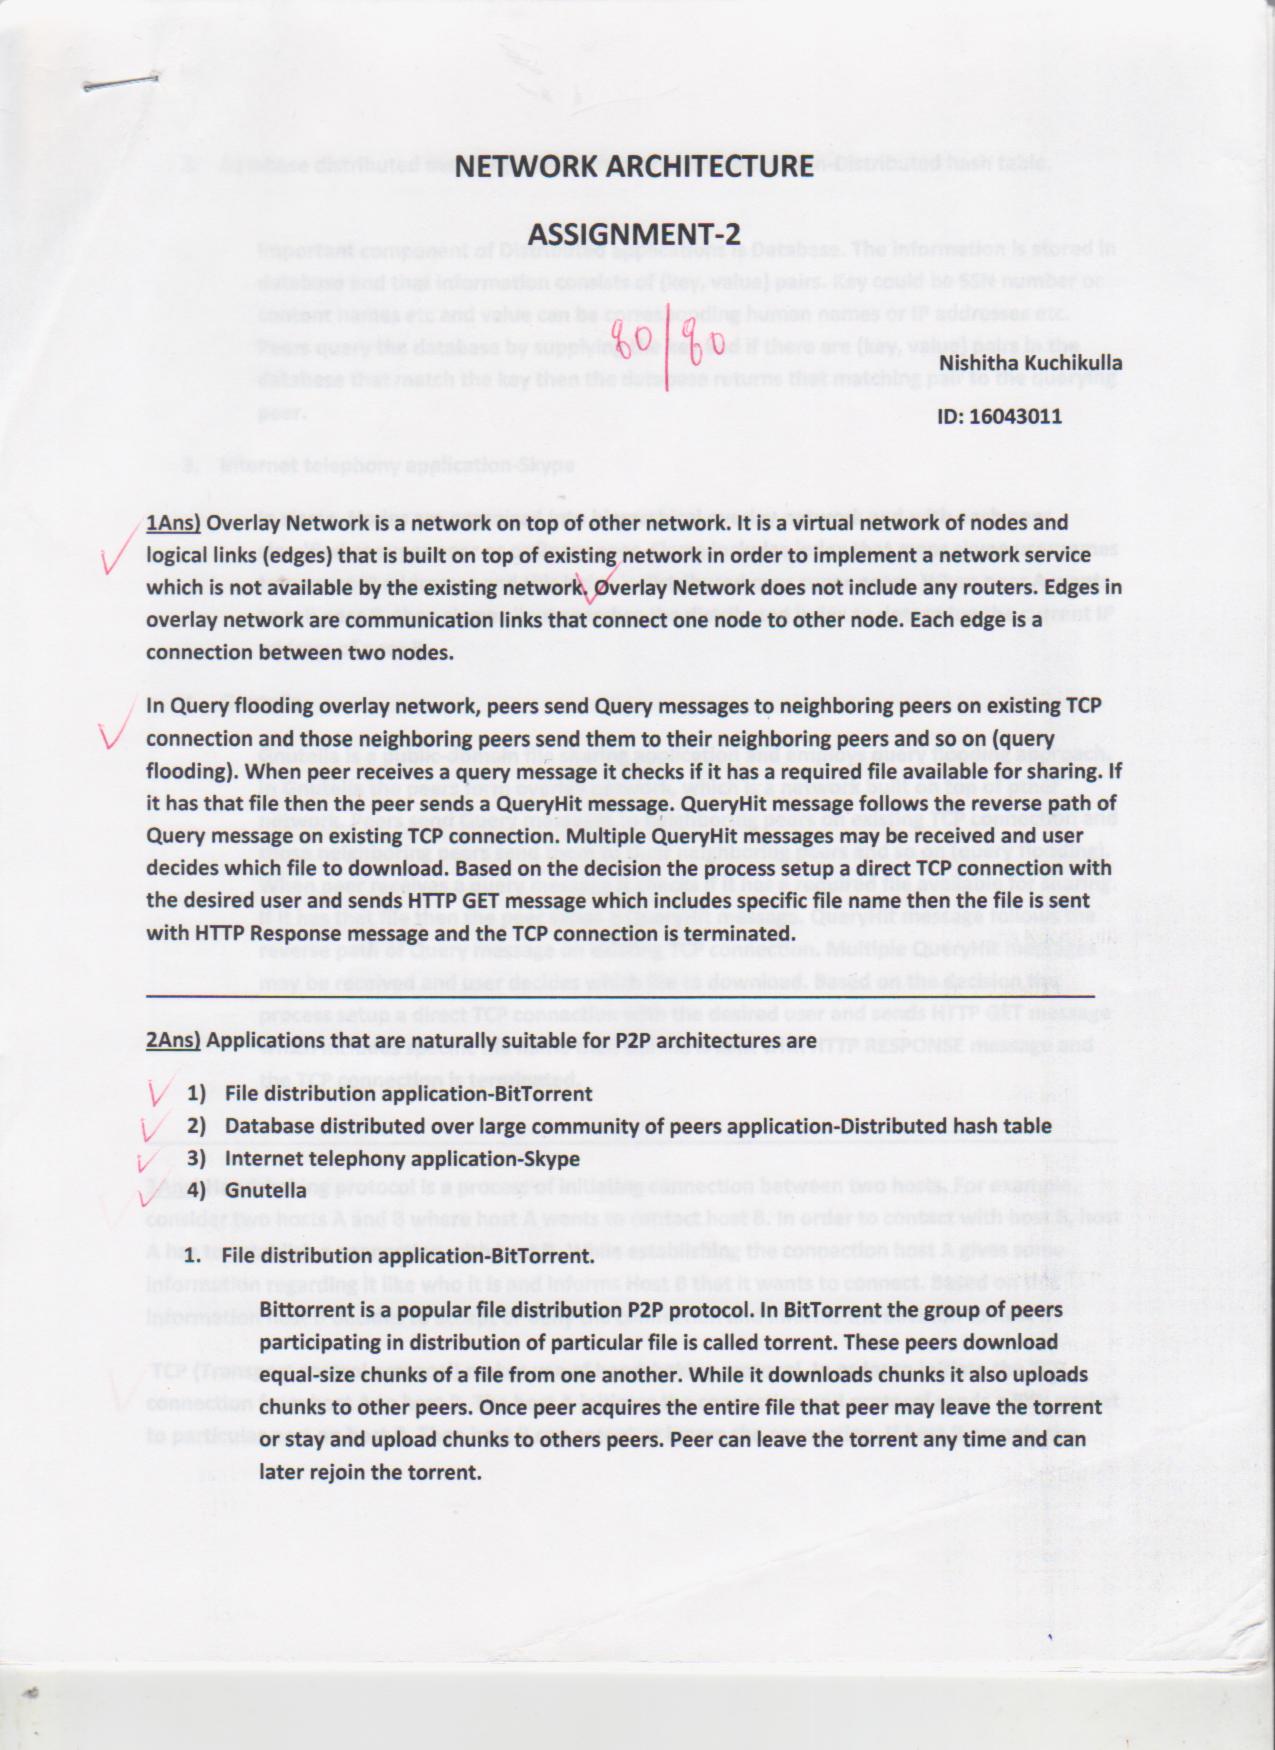 NETWORK ARCHITECTURE
ASSIGNMENT-2
80/80
Nishitha Kuchikulla
ID: 16043011
1Ans) Overlay Network is a network on top of other network. It is a virtual network of nodes and
logical links (edges) that is built on top of existing network in order to implement a network service
which is not available by the existing network. Overlay Network does not include any routers. Edges in
overlay network are communication links that connect one node to other node. Each edge is a
connection between two nodes.
In Query flooding overlay network, peers send Query messages to neighboring peers on existing TCP
connection and those neighboring peers send them to their neighboring peers and so on (query
flooding). When peer receives a query message it checks if it has a required file available for sharing. If
it has that file then the peer sends a QueryHit message. QueryHit message follows the reverse path of
Query message on existing TCP connection. Multiple QueryHit messages may be received and user
decides which file to download. Based on the decision the process setup a direct TCP connection with
the desired user and sends HTTP GET message which includes specific file name then the file is sent
with HTTP Response message and the TCP connection is terminated.
2Ans) Applications that are naturally suitable for P2P architectures are
1) File distribution application-BitTorrent
2) Database distributed over large community of peers application-Distributed hash table
3) Internet telephony application-Skype
4) Gnutella
1. File distribution application-BitTorrent.
Bittorrent is a popular file distribution P2P protocol. In BitTorrent the group of peers
participating in distribution of particular file is called torrent. These peers download
equal-size chunks of a file from one another. While it downloads chunks it also uploads
chunks to other peers. Once peer acquires the entire file that peer may leave the torrent
or stay and upload chunks to others peers. Peer can leave the torrent any time and can
later rejoin the torrent.